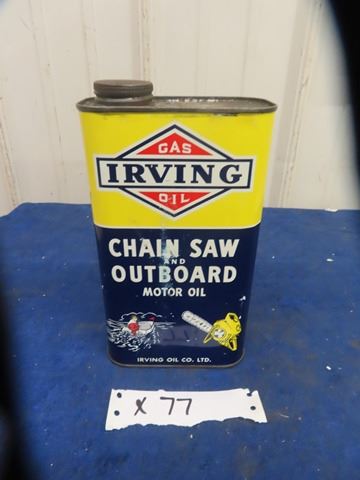 GAS
IRVING
OIL
CHAIN SAW
AND
OUTBOARD
MOTOR OIL
IRVING OIL CO. LTD.
X 77